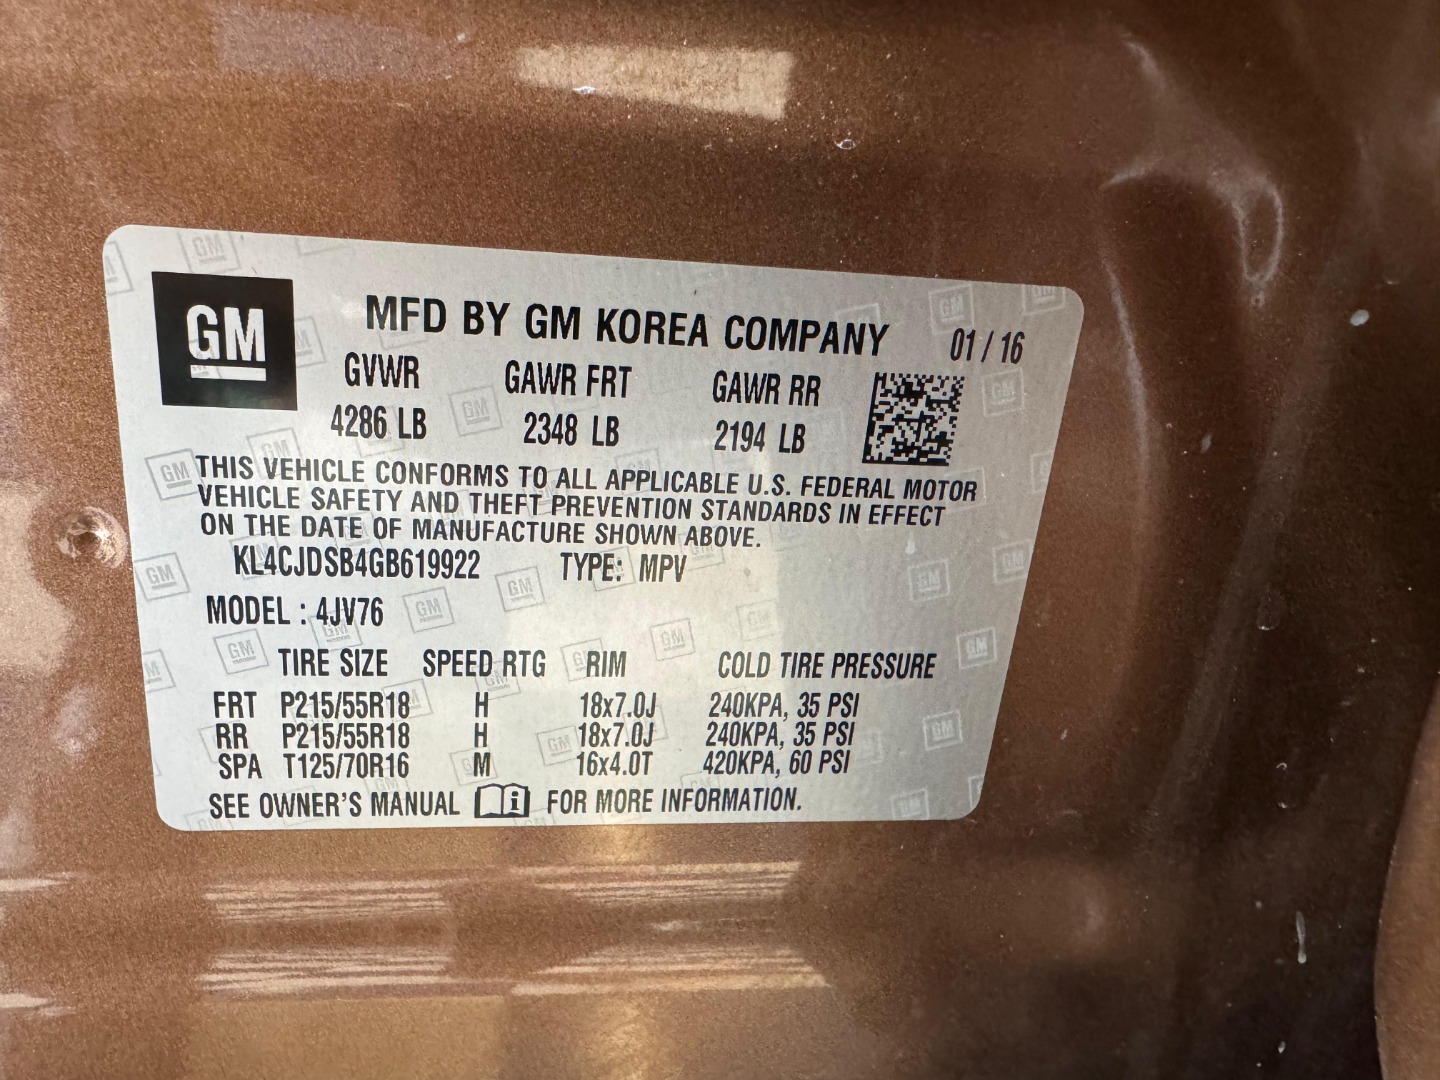 GM
MFD BY GM KOREA COMPANY 01 / 16
GVWR GAWR FRT GAWR RR
4286 LB 2348 LB 2194 LB
THIS VEHICLE CONFORMS TO ALL APPLICABLE U.S. FEDERAL MOTOR
VEHICLE SAFETY AND THEFT PREVENTION STANDARDS IN EFFECT
ON THE DATE OF MANUFACTURE SHOWN ABOVE.
KL4CJDSB4GB619922 TYPE: MPV
MODEL : 4JV76
TIRE SIZE SPEED RTG RIM COLD TIRE PRESSURE
FRT P215/55R18 H 18x7.0J 240KPA, 35 PSI
RR P215/55R18 H 18x7.0J 240KPA, 35 PSI
SPA T125/70R16 M 16x4.0T 420KPA, 60 PSI
SEE OWNER'S MANUAL i FOR MORE INFORMATION.